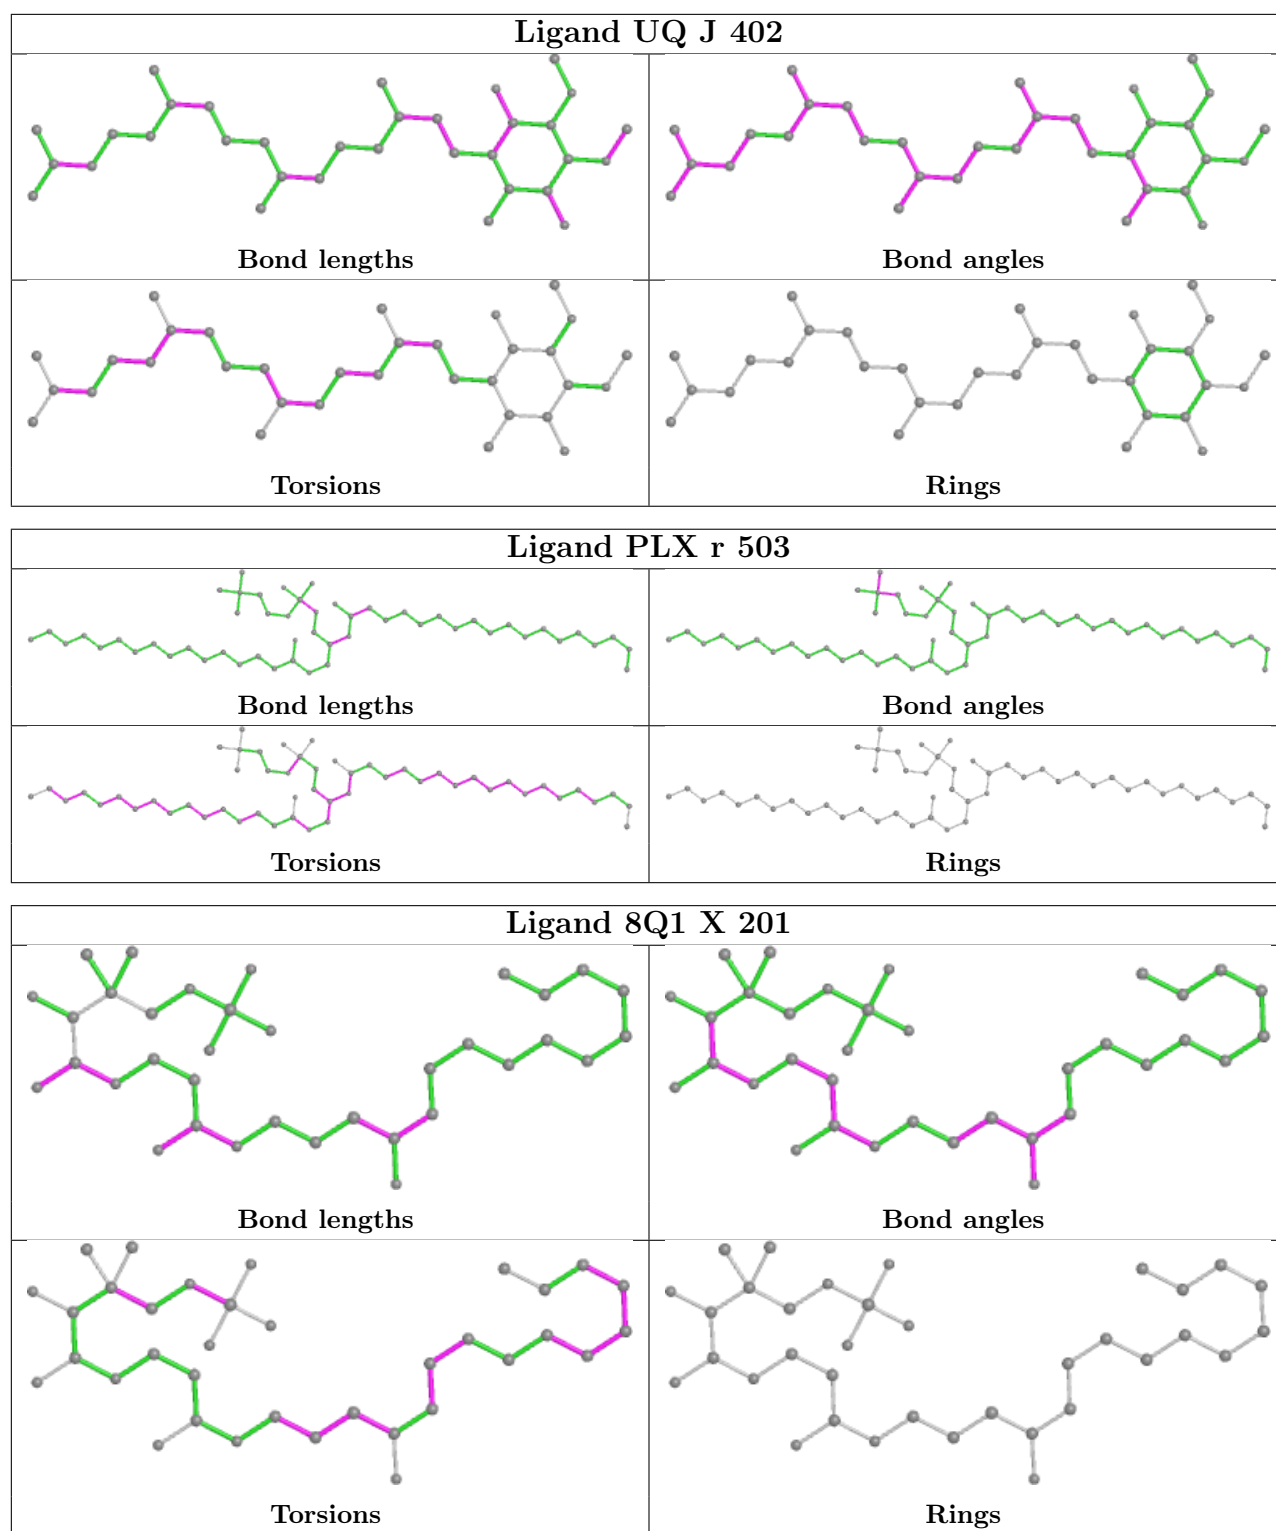 Ligand UQ J 402
Bond lengths
Bond angles
Torsions
Rings
Ligand PLX r 503
Bond lengths
Bond angles
Torsions
Rings
Ligand 8Q1 X 201
Bond lengths
Bond angles
Torsions
Rings